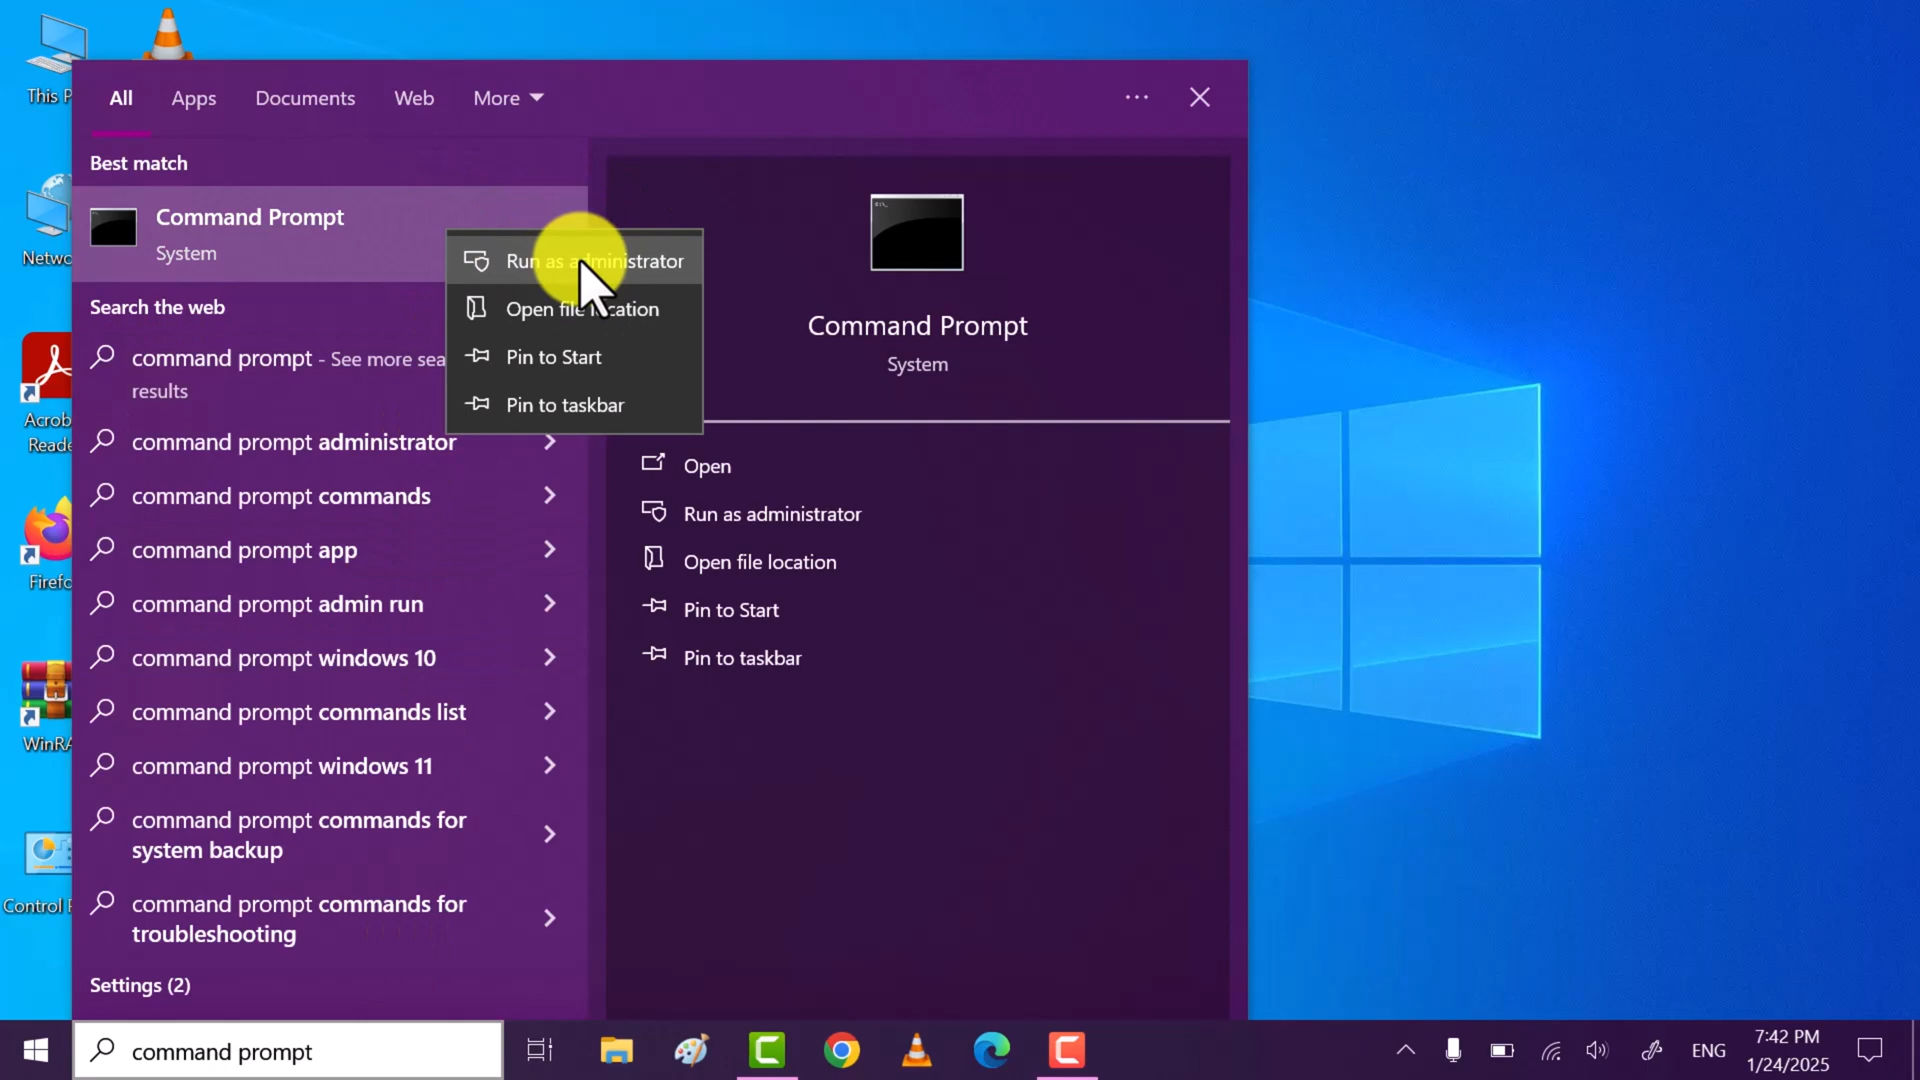 This P
Netwo
Acrob
Reade
Firefo
WinRA
Control P
All Apps Documents Web More
Best match
Command Prompt
System
Search the web
command prompt - See more sea
results
command prompt administrator
command prompt commands
command prompt app
command prompt admin run
command prompt windows 10
command prompt commands list
command prompt windows 11
command prompt commands for
system backup
command prompt commands for
troubleshooting
Settings (2)
Run as administrator
Open file location
Pin to Start
Pin to taskbar
Command Prompt
System
Open
Run as administrator
Open file location
Pin to Start
Pin to taskbar
command prompt
ENG
7:42 PM
1/24/2025